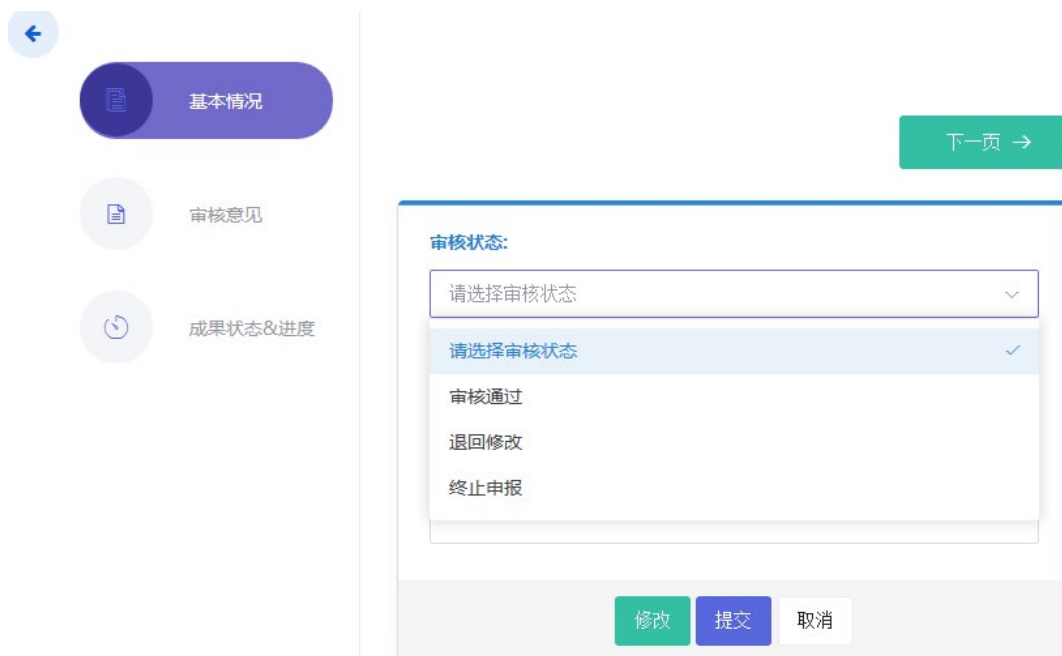 基本情况
审核意见
成果状态&进度
下一页 →
审核状态:
请选择审核状态
请选择审核状态
审核通过
退回修改
终止申报
修改 提交 取消